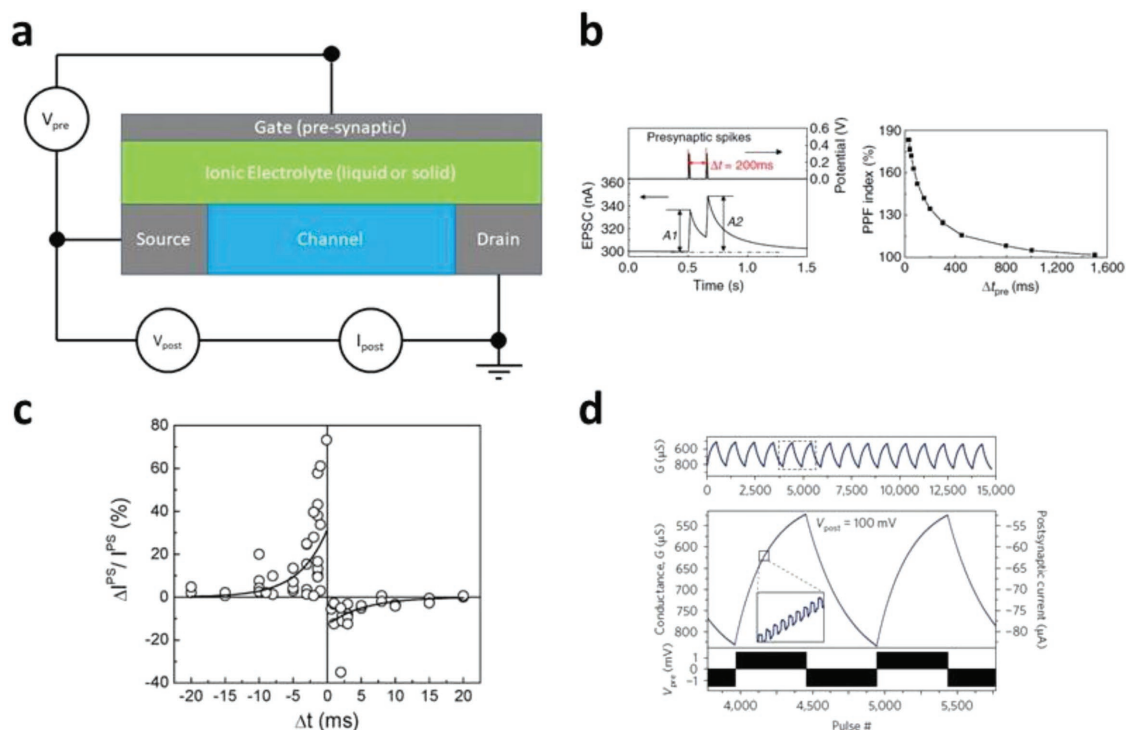 a
V_pre
Gate (pre-synaptic)
Ionic Electrolyte (liquid or solid)
Source
Channel
Drain
V_post
I_post
b
Presynaptic spikes
Δt = 200ms
0.6
0.4
0.2
0.0
Potential (V)
EPSC (nA)
360
340
320
300
A1
A2
0.0 0.5 1.0 1.5
Time (s)
PPF index (%)
190
160
130
100
0 400 800 1,200 1,600
Δt_pre (ms)
c
ΔI^PS/ I^PS (%)
80
60
40
20
0
-20
-40
-20 -15 -10 -5 0 5 10 15 20
Δt (ms)
d
G (µS)
600
800
0 2,500 5,000 7,500 10,000 12,500 15,000
V_post = 100 mV
Conductance, G (µS)
550
600
650
700
750
800
Postsynaptic current (µA)
−55
−60
−65
−70
−75
−80
V_pre (mV)
1
0
−1
4,000 4,500 5,000 5,500
Pulse #